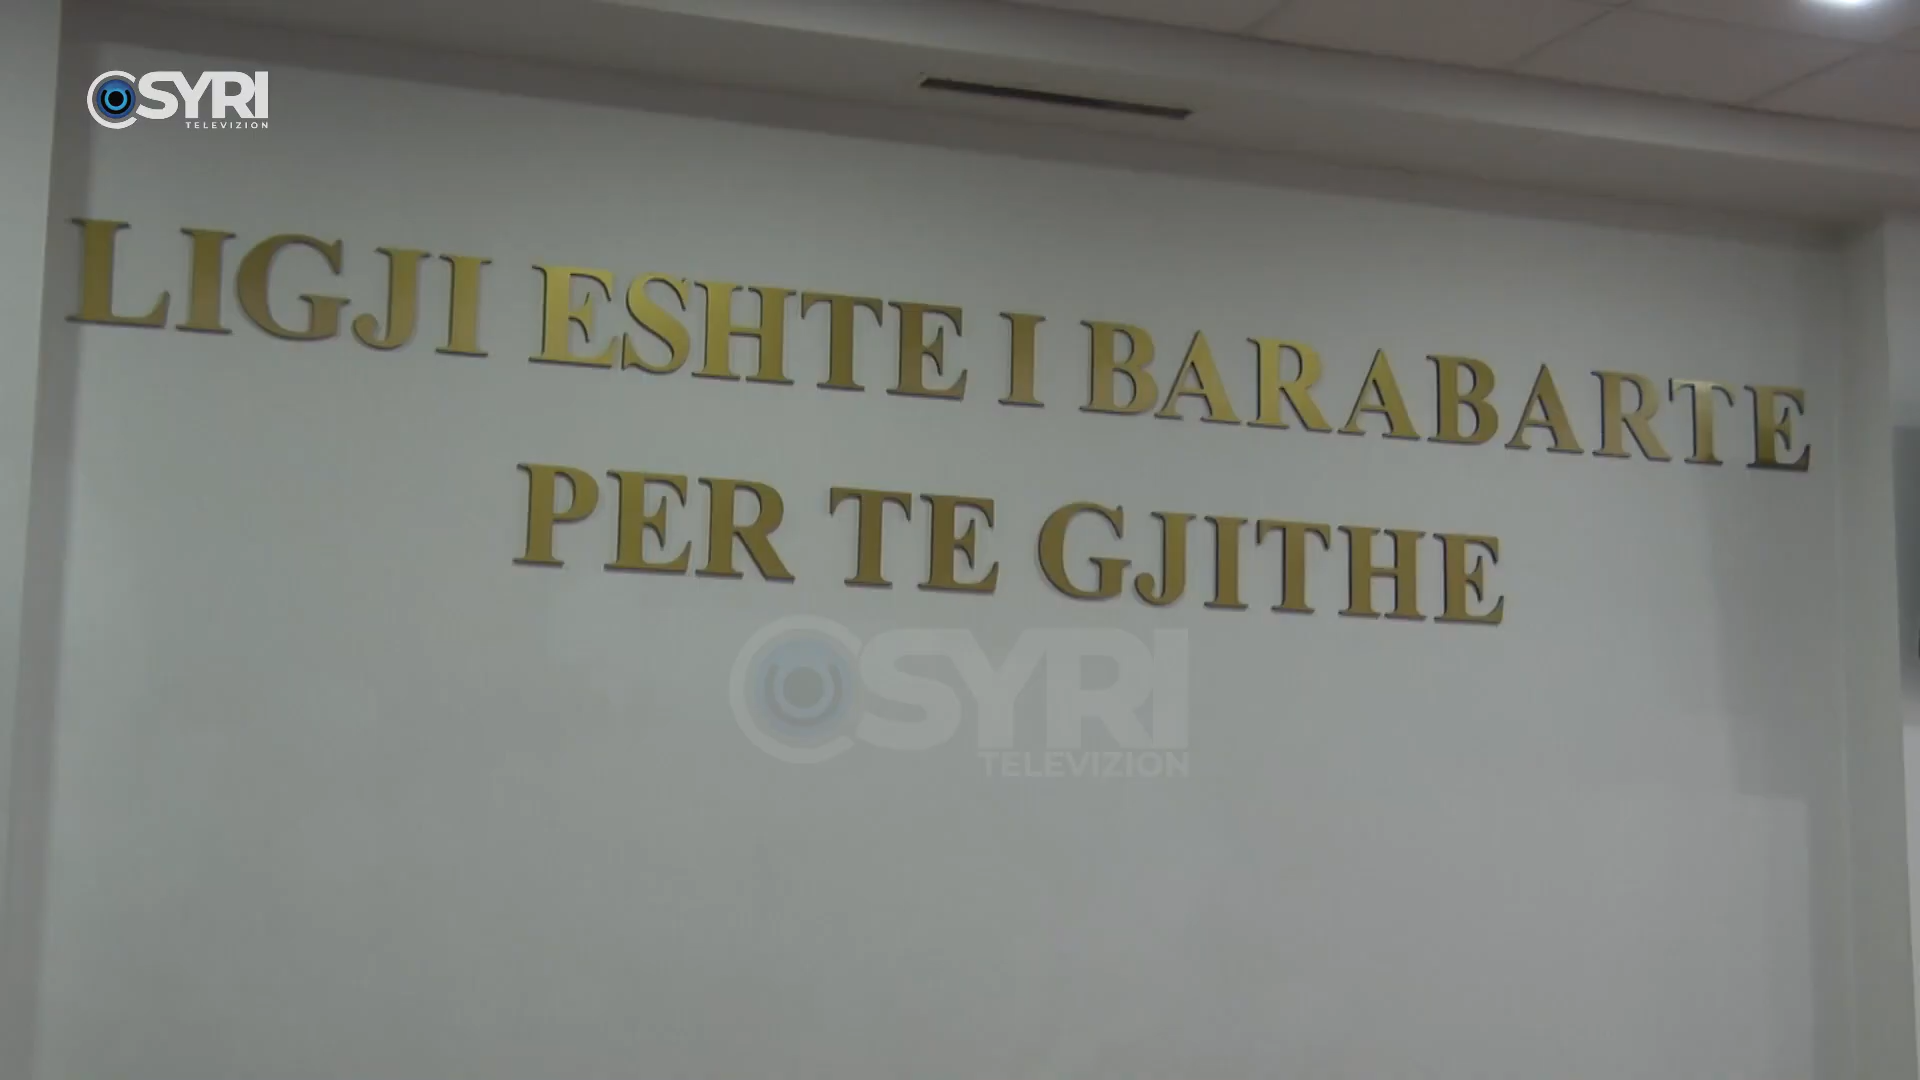 SYRI
TELEVIZION
LIGJI ESHTE I BARABARTE
PER TE GJITHE
SYRI
TELEVIZION